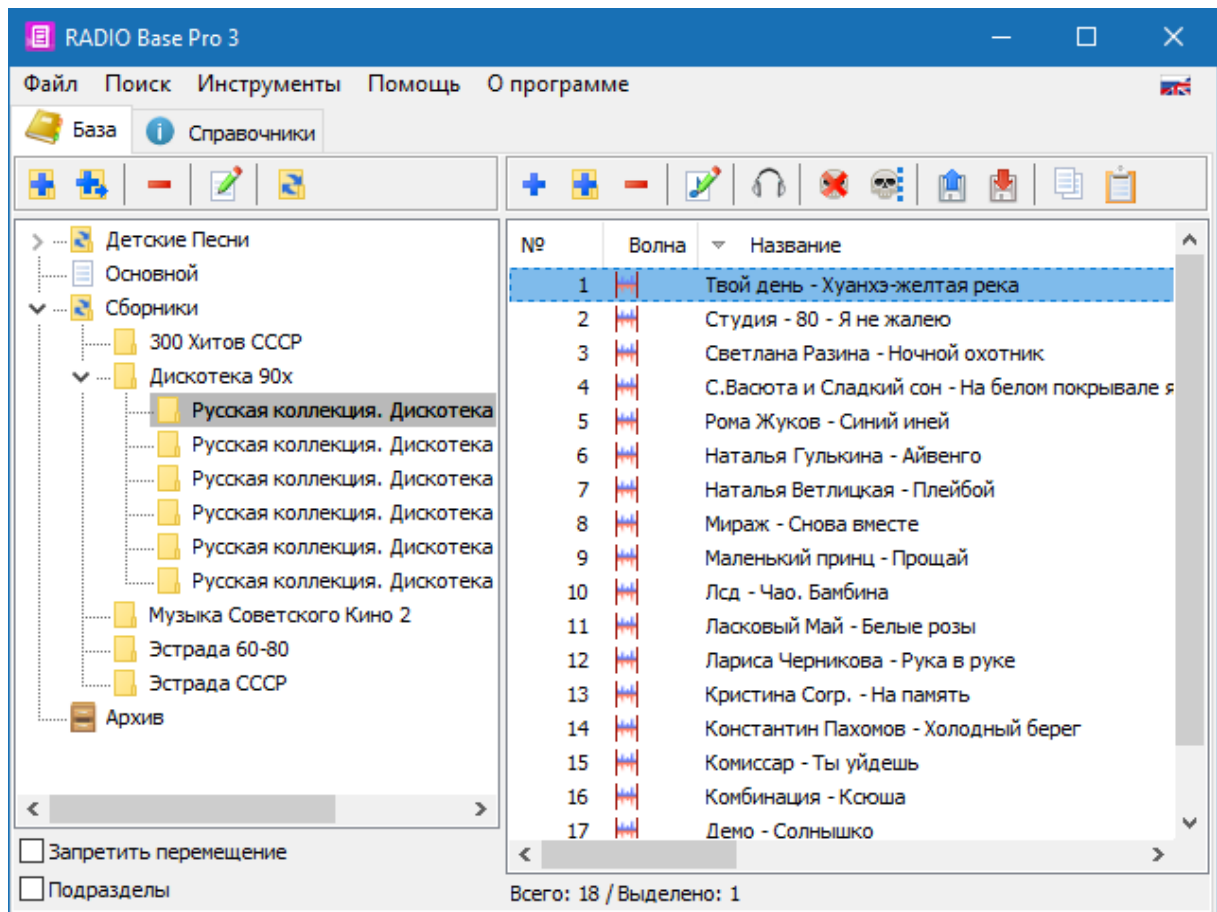 RADIO Base Pro 3
Файл Поиск Инструменты Помощь О программе
База Справочники
Детские Песни
Основной
Сборники
300 Хитов СССР
Дискотека 90х
Русская коллекция. Дискотека
Русская коллекция. Дискотека
Русская коллекция. Дискотека
Русская коллекция. Дискотека
Русская коллекция. Дискотека
Русская коллекция. Дискотека
Музыка Советского Кино 2
Эстрада 60-80
Эстрада СССР
Архив
Запретить перемещение
Подразделы
№ Волна Название
1 Твой день - Хуанхэ-желтая река
2 Студия - 80 - Я не жалею
3 Светлана Разина - Ночной охотник
4 С.Васюта и Сладкий сон - На белом покрывале я
5 Рома Жуков - Синий иней
6 Наталья Гулькина - Айвенго
7 Наталья Ветлицкая - Плейбой
8 Мираж - Снова вместе
9 Маленький принц - Прощай
10 Лсд - Чао. Бамбина
11 Ласковый Май - Белые розы
12 Лариса Черникова - Рука в руке
13 Кристина Corp. - На память
14 Константин Пахомов - Холодный берег
15 Комиссар - Ты уйдешь
16 Комбинация - Ксюша
17 Демо - Солнышко
Всего: 18 / Выделено: 1